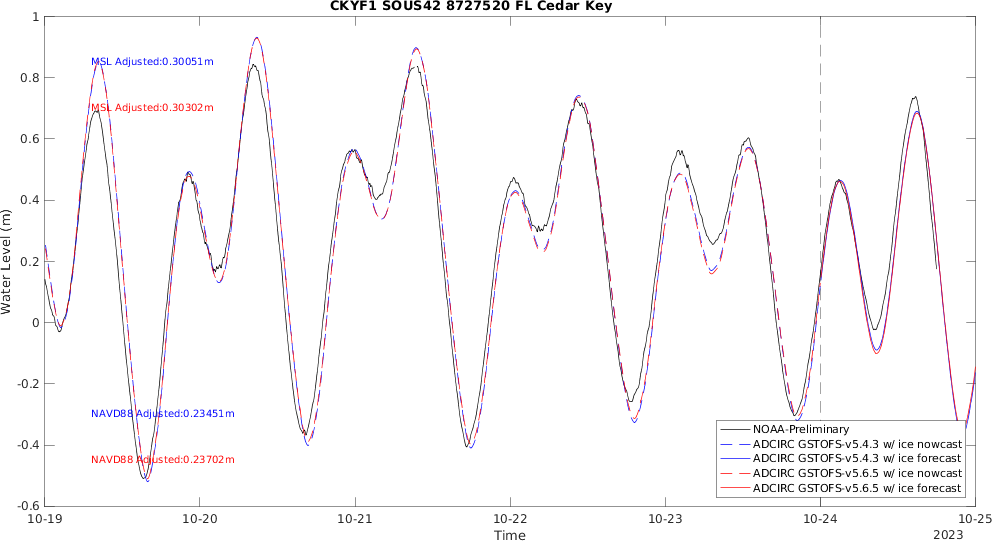 CKYF1 SOUS42 8727520 FL Cedar Key
1
0.8
0.6
0.4
0.2
0
-0.2
-0.4
-0.6
Water Level (m)
MSL Adjusted:0.30051m
MSL Adjusted:0.30302m
NAVD88 Adjusted:0.23451m
NAVD88 Adjusted:0.23702m
NOAA-Preliminary
ADCIRC GSTOFS-v5.4.3 w/ ice nowcast
ADCIRC GSTOFS-v5.4.3 w/ ice forecast
ADCIRC GSTOFS-v5.6.5 w/ ice nowcast
ADCIRC GSTOFS-v5.6.5 w/ ice forecast
10-19 10-20 10-21 10-22 10-23 10-24 10-25
Time
2023